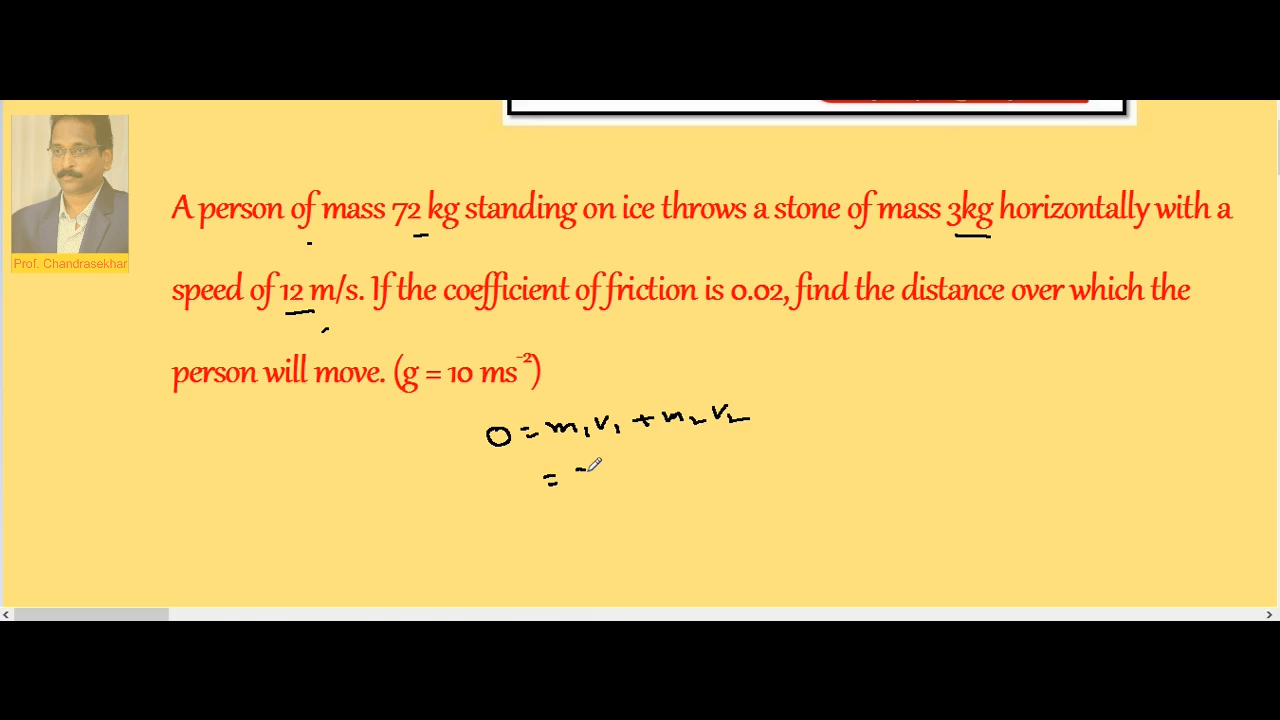 A person of mass 72 kg standing on ice throws a stone of mass 3kg horizontally with a
speed of 12 m/s. If the coefficient of friction is 0.02, find the distance over which the
person will move. (g = 10 ms⁻²)
Prof. Chandrasekhar
0 = m₁v₁ + m₂v₂
=